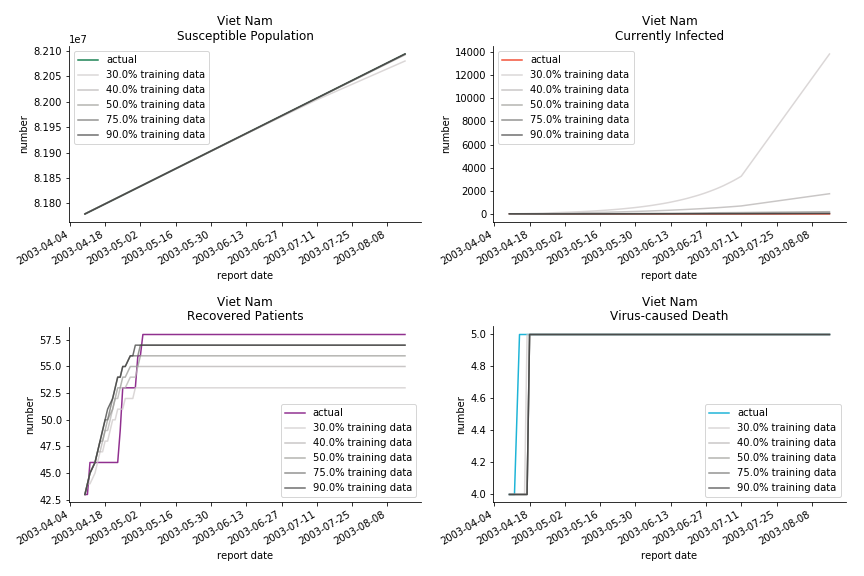 Viet Nam
Susceptible Population
1e7
8.210
8.205
8.200
8.195
8.190
8.185
8.180
number
actual
30.0% training data
40.0% training data
50.0% training data
75.0% training data
90.0% training data
2003-04-04
2003-04-18
2003-05-02
2003-05-16
2003-05-30
2003-06-13
2003-06-27
2003-07-11
2003-07-25
2003-08-08
report date
Viet Nam
Currently Infected
14000
12000
10000
8000
6000
4000
2000
0
number
actual
30.0% training data
40.0% training data
50.0% training data
75.0% training data
90.0% training data
2003-04-04
2003-04-18
2003-05-02
2003-05-16
2003-05-30
2003-06-13
2003-06-27
2003-07-11
2003-07-25
2003-08-08
report date
Viet Nam
Recovered Patients
57.5
55.0
52.5
50.0
47.5
45.0
42.5
number
actual
30.0% training data
40.0% training data
50.0% training data
75.0% training data
90.0% training data
2003-04-04
2003-04-18
2003-05-02
2003-05-16
2003-05-30
2003-06-13
2003-06-27
2003-07-11
2003-07-25
2003-08-08
report date
Viet Nam
Virus-caused Death
5.0
4.8
4.6
4.4
4.2
4.0
number
actual
30.0% training data
40.0% training data
50.0% training data
75.0% training data
90.0% training data
2003-04-04
2003-04-18
2003-05-02
2003-05-16
2003-05-30
2003-06-13
2003-06-27
2003-07-11
2003-07-25
2003-08-08
report date